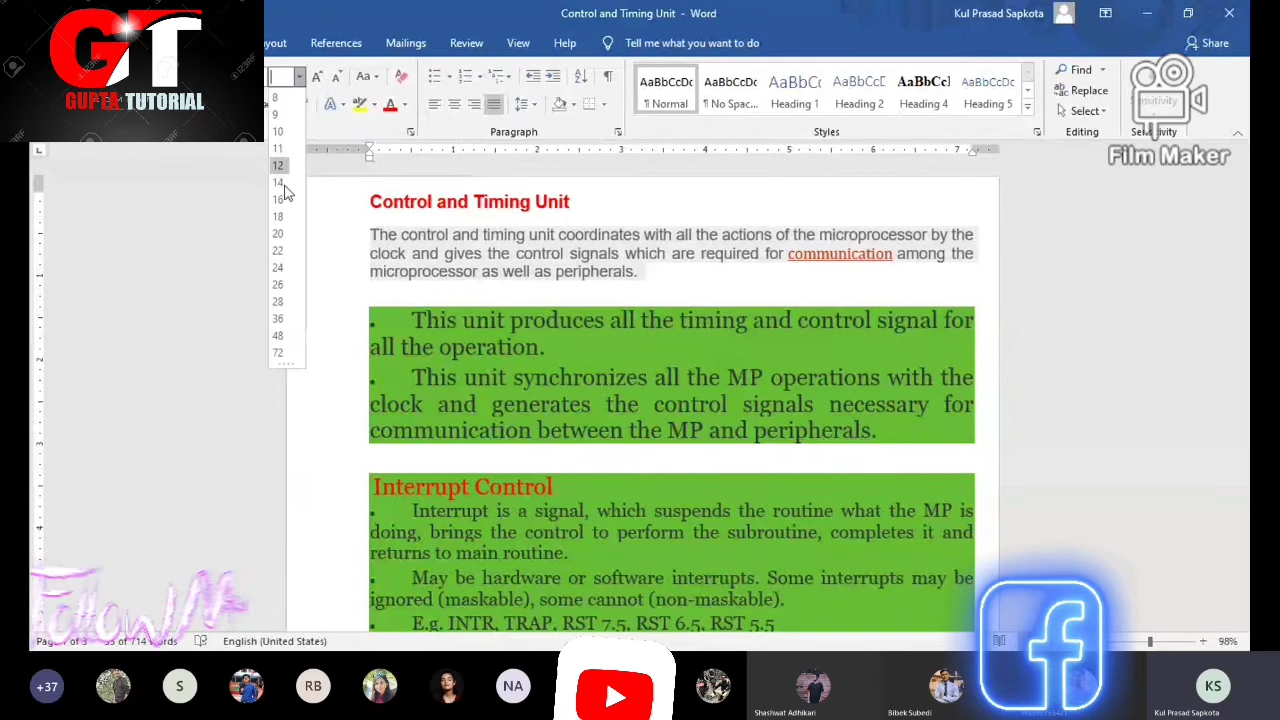 Control and Timing Unit - Word
Kul Prasad Sapkota
GT
GUPTA TUTORIAL
References
Mailings
Review
View
Help
Tell me what you want to do
Share
Aa
8
9
10
11
12
14
16
18
20
22
24
26
28
36
48
72
Paragraph
AaBbCcDc
¶ Normal
AaBbCcDc
¶ No Spac...
AaBbCc
Heading 1
AaBbCcD
Heading 2
AaBbCcI
Heading 4
AaBbCcDc
Heading 5
Styles
Find
Replace
Select
Editing
Sensitivity
Sensitivity
Film Maker
Control and Timing Unit
The control and timing unit coordinates with all the actions of the microprocessor by the
clock and gives the control signals which are required for communication among the
microprocessor as well as peripherals.
• This unit produces all the timing and control signal for
all the operation.
• This unit synchronizes all the MP operations with the
clock and generates the control signals necessary for
communication between the MP and peripherals.
Interrupt Control
• Interrupt is a signal, which suspends the routine what the MP is
doing, brings the control to perform the subroutine, completes it and
returns to main routine.
• May be hardware or software interrupts. Some interrupts may be
ignored (maskable), some cannot (non-maskable).
• E.g. INTR, TRAP, RST 7.5, RST 6.5, RST 5.5
Follow
of 714 words
English (United States)
98%
+37
S
RB
NA
Shashwat Adhikari
Bibek Subedi
KS
Kul Prasad Sapkota